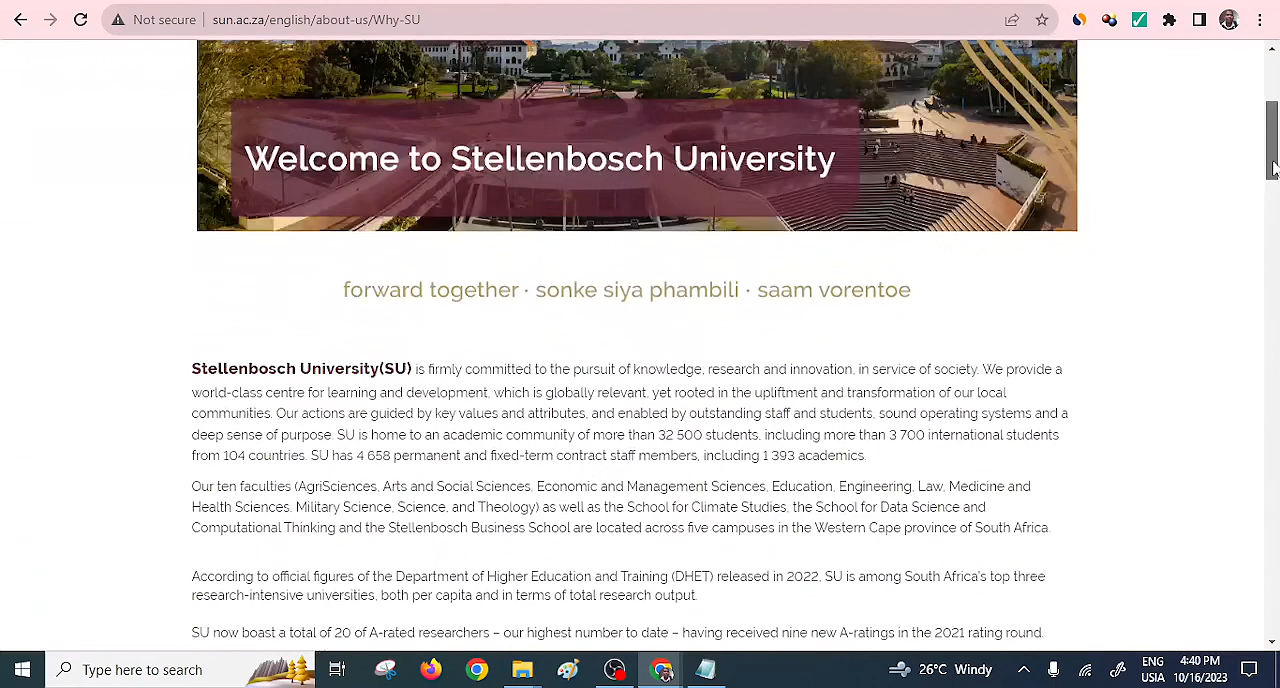 Not secure sun.ac.za/english/about-us/Why-SU
Welcome to Stellenbosch University
forward together · sonke siya phambili · saam vorentoe
Stellenbosch University(SU) is firmly committed to the pursuit of knowledge, research and innovation, in service of society. We provide a
world-class centre for learning and development, which is globally relevant, yet rooted in the upliftment and transformation of our local
communities. Our actions are guided by key values and attributes, and enabled by outstanding staff and students, sound operating systems and a
deep sense of purpose. SU is home to an academic community of more than 32 500 students, including more than 3 700 international students
from 104 countries. SU has 4 658 permanent and fixed-term contract staff members, including 1 393 academics.
Our ten faculties (AgriSciences, Arts and Social Sciences, Economic and Management Sciences, Education, Engineering, Law, Medicine and
Health Sciences. Military Science, Science, and Theology) as well as the School for Climate Studies, the School for Data Science and
Computational Thinking and the Stellenbosch Business School are located across five campuses in the Western Cape province of South Africa.
According to official figures of the Department of Higher Education and Training (DHET) released in 2022, SU is among South Africa's top three
research-intensive universities, both per capita and in terms of total research output.
SU now boast a total of 20 of A-rated researchers – our highest number to date – having received nine new A-ratings in the 2021 rating round.
Type here to search
26°C Windy
ENG
USIA
4:40 PM
10/16/2023